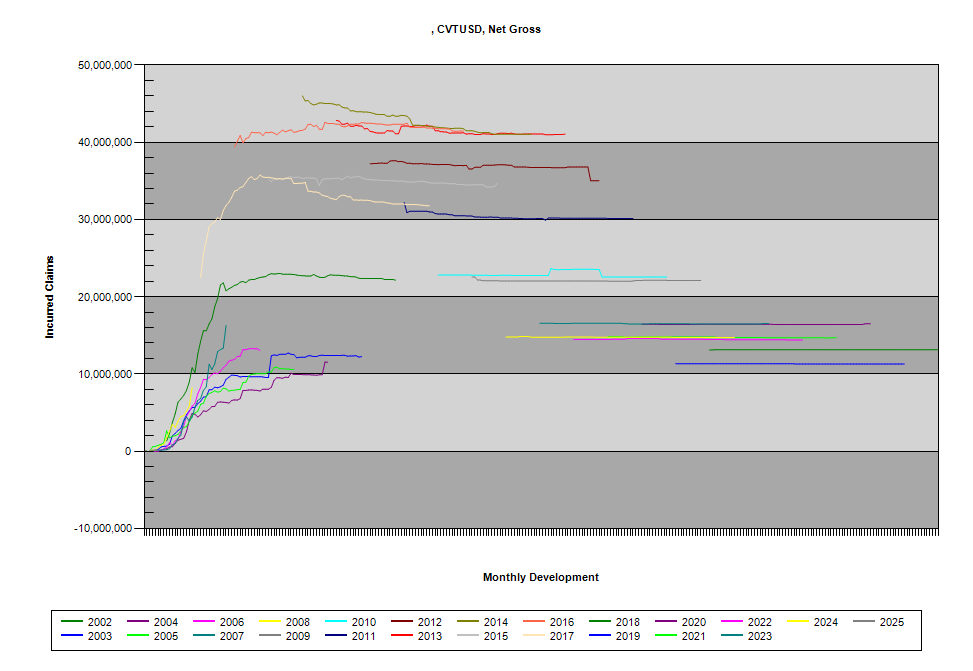 , CVTUSD, Net Gross
50,000,000
40,000,000
30,000,000
20,000,000
10,000,000
0
-10,000,000
Incurred Claims
Monthly Development
2002 2004 2006 2008 2010 2012 2014 2016 2018 2020 2022 2024 2025
2003 2005 2007 2009 2011 2013 2015 2017 2019 2021 2023